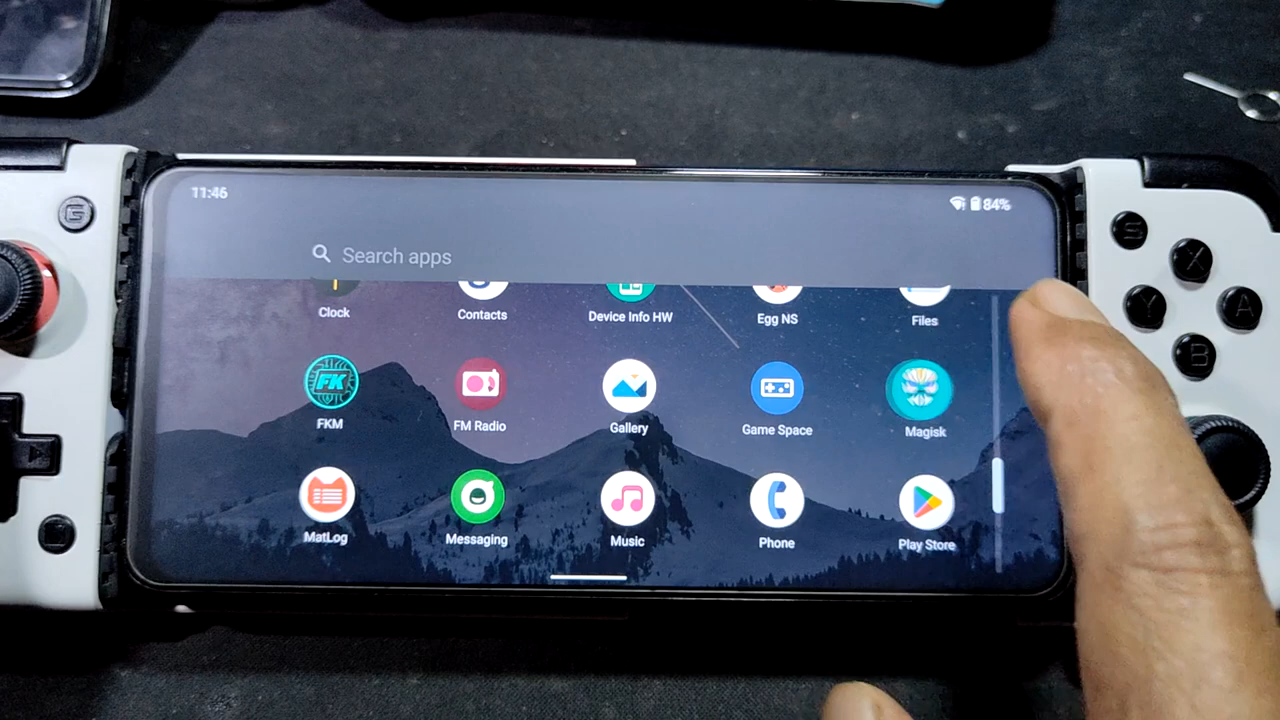 11:46
84%
Search apps
Clock
Contacts
Device Info HW
Egg NS
Files
FK
FKM
FM Radio
Gallery
Game Space
Magisk
MatLog
Messaging
Music
Phone
Play Store
G
S
X
Y
A
B